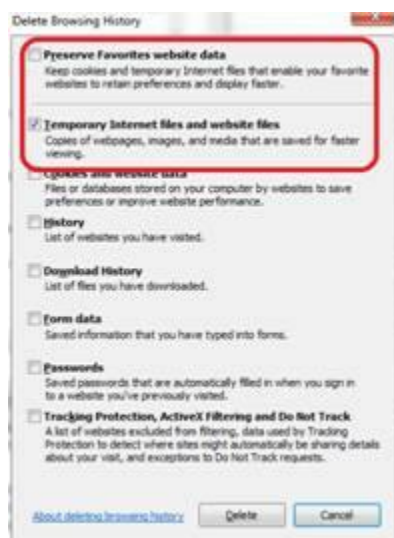 Delete Browsing History
Preserve Favorites website data
Keep cookies and temporary Internet files that enable your favorite
websites to retain preferences and display faster.
Temporary Internet files and website files
Copies of webpages, images, and media that are saved for faster
viewing.
Cookies and website data
Files or databases stored on your computer by websites to save
preferences or improve website performance.
History
List of websites you have visited.
Download History
List of files you have downloaded.
Form data
Saved information that you have typed into forms.
Passwords
Saved passwords that are automatically filled in when you sign in
to a website you've previously visited.
Tracking Protection, ActiveX Filtering and Do Not Track
A list of websites excluded from filtering, data used by Tracking
Protection to detect where sites might automatically be sharing details
about your visit, and exceptions to Do Not Track requests.
About deleting browsing history
Delete
Cancel